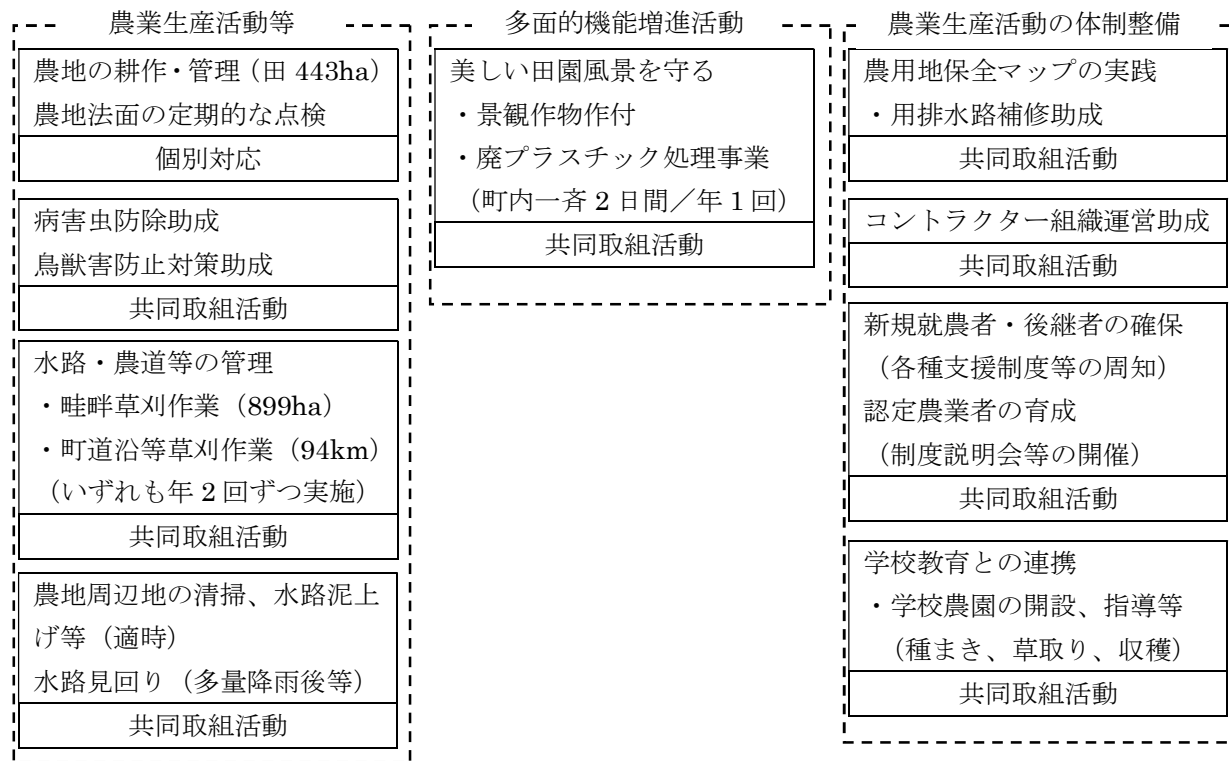 農業生産活動等
農地の耕作・管理（田 443ha）
農地法面の定期的な点検
個別対応
病害虫防除助成
鳥獣害防止対策助成
共同取組活動
水路・農道等の管理
・畦畔草刈作業（899ha）
・町道沿等草刈作業（94km）
（いずれも年 2 回ずつ実施）
共同取組活動
農地周辺地の清掃、水路泥上
げ等（適時）
水路見回り（多量降雨後等）
共同取組活動
多面的機能増進活動
美しい田園風景を守る
・景観作物作付
・廃プラスチック処理事業
（町内一斉 2 日間／年 1 回）
共同取組活動
農業生産活動の体制整備
農用地保全マップの実践
・用排水路補修助成
共同取組活動
コントラクター組織運営助成
共同取組活動
新規就農者・後継者の確保
（各種支援制度等の周知）
認定農業者の育成
（制度説明会等の開催）
共同取組活動
学校教育との連携
・学校農園の開設、指導等
（種まき、草取り、収穫）
共同取組活動